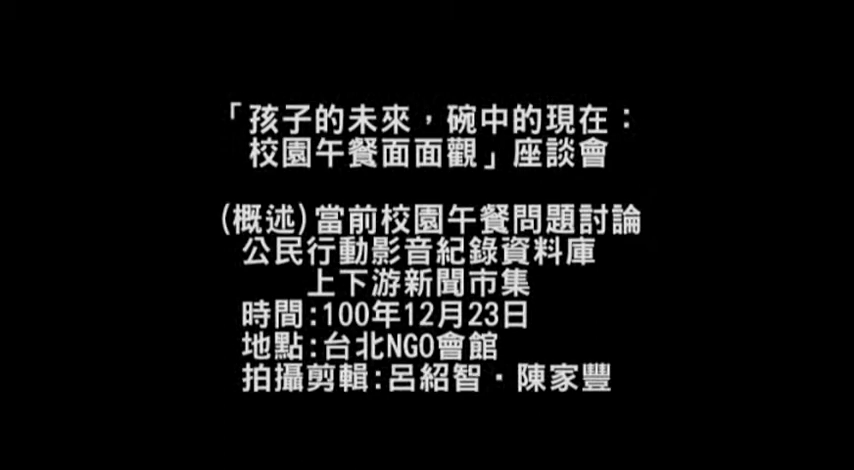 「孩子的未來，碗中的現在：
校園午餐面面觀」座談會
(概述)當前校園午餐問題討論
公民行動影音紀錄資料庫
上下游新聞市集
時間:100年12月23日
地點:台北NGO會館
拍攝剪輯:呂紹智．陳家豐